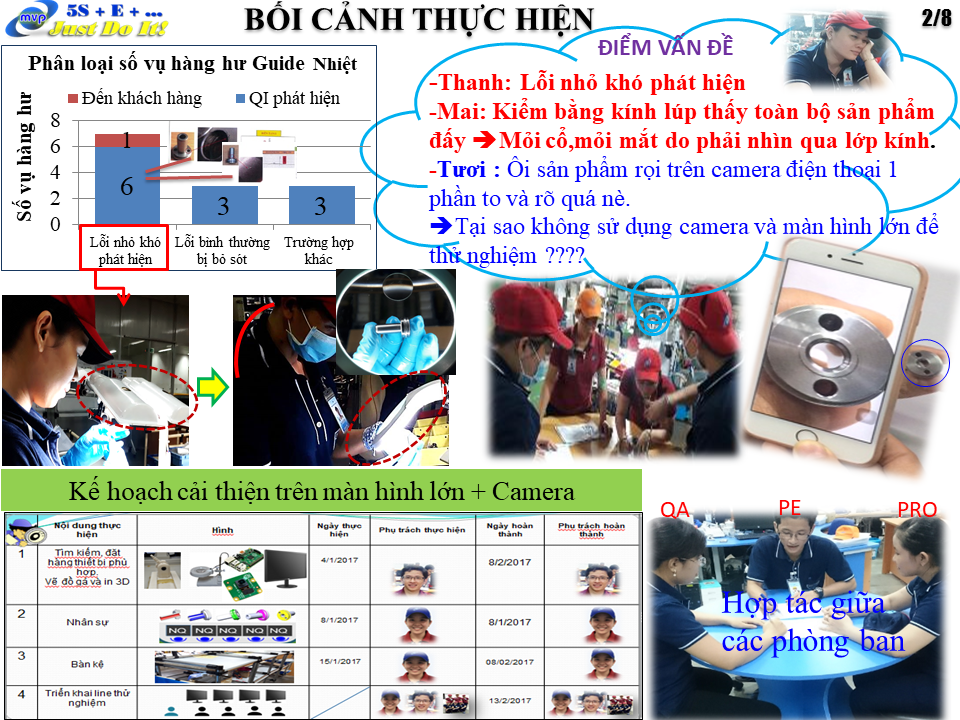 5S + E + ...
mvp
Just Do It!
BỐI CẢNH THỰC HIỆN
2/8
Phân loại số vụ hàng hư Guide Nhiệt
Đến khách hàng
QI phát hiện
Số vụ hàng hư
8
6
4
2
0
1
6
3
3
Lỗi nhỏ khó
phát hiện
Lỗi bình thường
bị bỏ sót
Trường hợp
khác
ĐIỂM VẤN ĐỀ
-Thanh: Lỗi nhỏ khó phát hiện
-Mai: Kiểm bằng kính lúp thấy toàn bộ sản phẩm
đấy ➔ Mỏi cổ,mỏi mắt do phải nhìn qua lớp kính.
-Tươi : Ôi sản phẩm rọi trên camera điện thoại 1
phần to và rõ quá nè.
➔Tại sao không sử dụng camera và màn hình lớn để
thử nghiệm ????
Kế hoạch cải thiện trên màn hình lớn + Camera
mvp
Nội dung thực
hiện
Hình
Ngày thực
hiện
Phụ trách thực hiện
Ngày hoàn
thành
Phụ trách hoàn
thành
1
Tìm kiếm, đặt
hàng thiết bị phù
hợp.
Vẽ đồ gá và in 3D
4/1/2017
8/2/2017
2
Nhân sự
NQ NQ NQ NQ NQ
8/1/2017
8/1/2017
3
Bàn kệ
15/1/2017
08/02/2017
4
Triển khai line thử
nghiệm
13/2/2017
QA
PE
PRO
Hợp tác giữa
các phòng ban